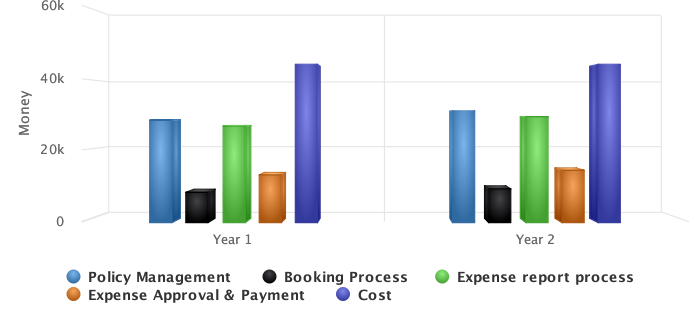 60k
40k
20k
0
Money
Year 1
Year 2
Policy Management
Booking Process
Expense report process
Expense Approval & Payment
Cost